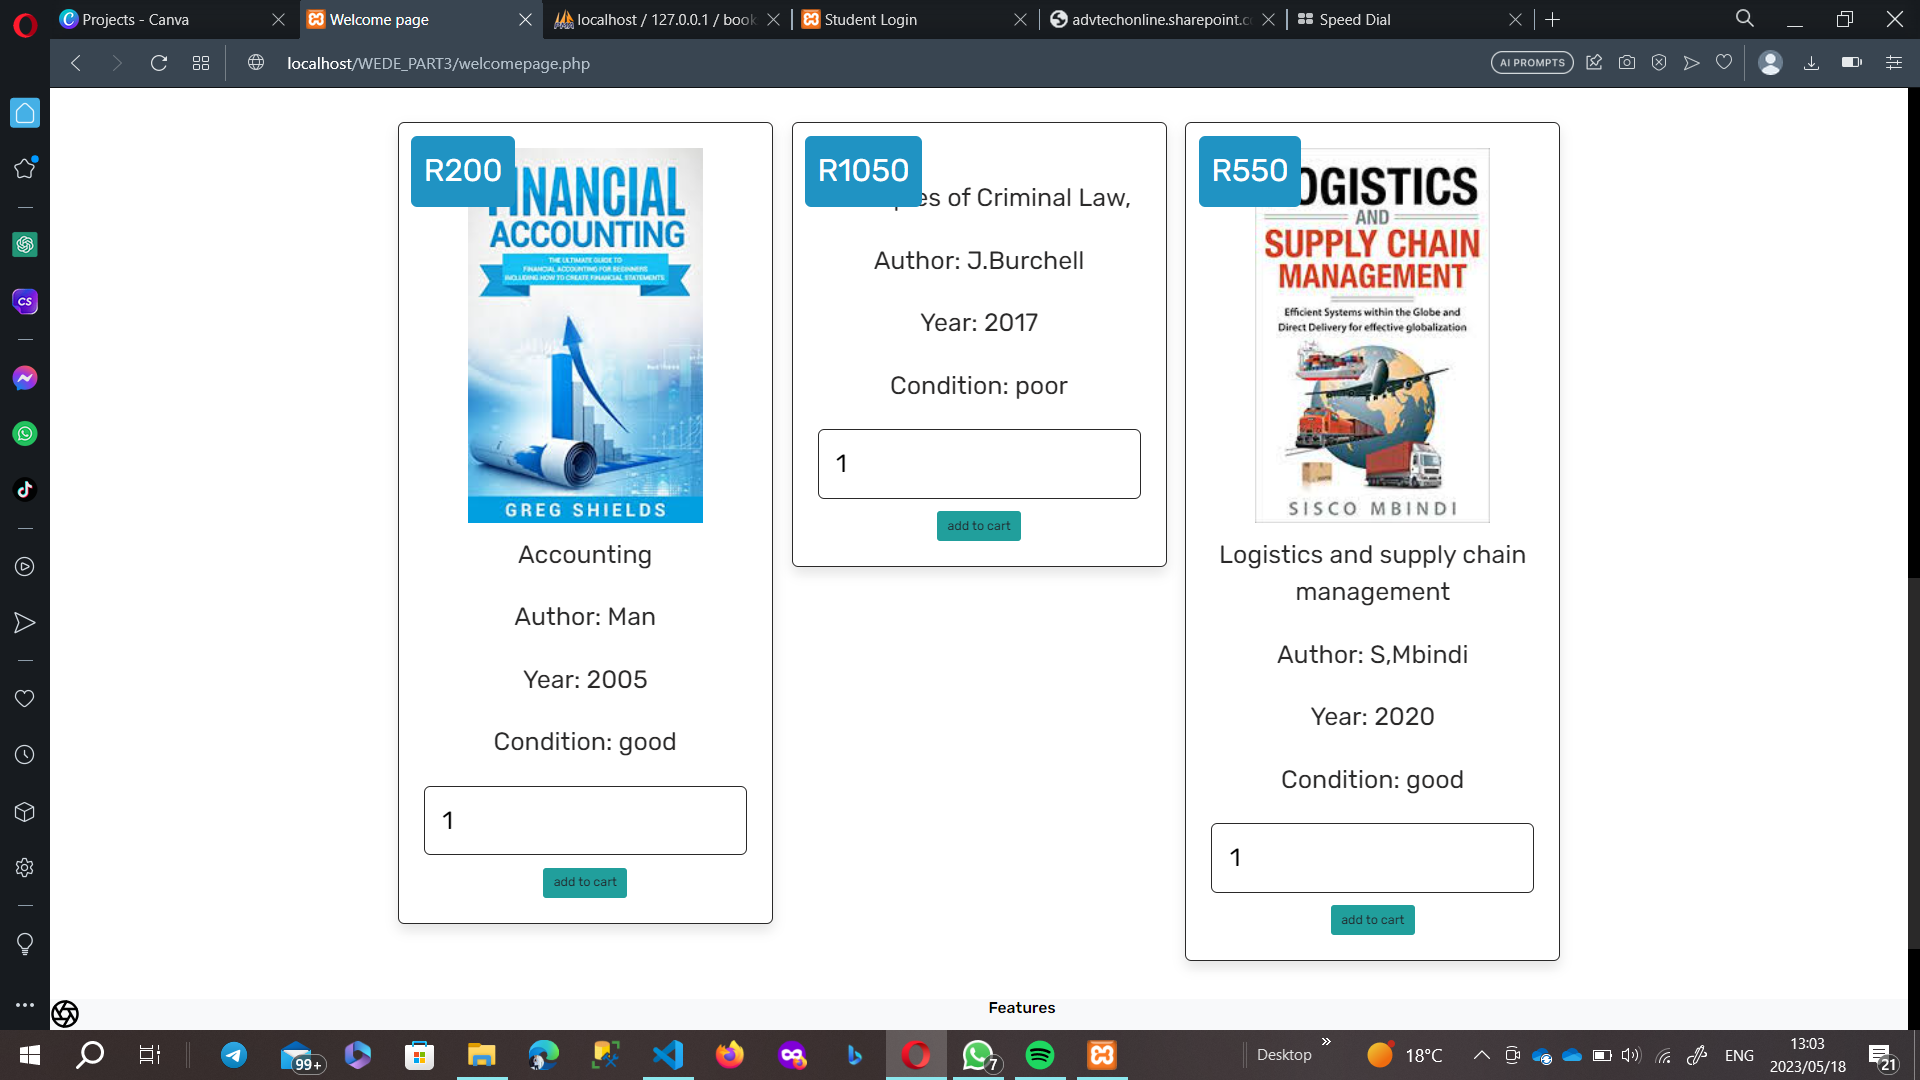 Projects - Canva
Welcome page
localhost / 127.0.0.1 / book
Student Login
advtechonline.sharepoint.c
Speed Dial
localhost/WEDE_PART3/welcomepage.php
AI PROMPTS
CS
R200
INANCIAL
ACCOUNTING
THE ULTIMATE GUIDE TO
FINANCIAL ACCOUNTING FOR BEGINNERS
INCLUDING HOW TO CREATE FINANCIAL STATEMENTS
GREG SHIELDS
Accounting
Author: Man
Year: 2005
Condition: good
1
add to cart
R1050
es of Criminal Law,
Author: J.Burchell
Year: 2017
Condition: poor
1
add to cart
R550
OGISTICS
AND
SUPPLY CHAIN
MANAGEMENT
Efficient Systems within the Globe and
Direct Delivery for effective globalization
SISCO MBINDI
Logistics and supply chain
management
Author: S,Mbindi
Year: 2020
Condition: good
1
add to cart
Features
99+
7
Desktop
18°C
ENG
13:03
2023/05/18
21